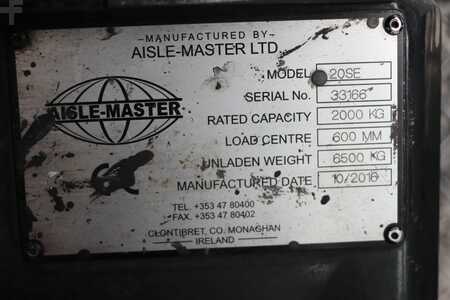 –MANUFACTURED BY–
AISLE-MASTER LTD.
MODEL 20SE
AISLE-MASTER
SERIAL No. 33166
RATED CAPACITY 2000 KG
LOAD CENTRE 600 MM
UNLADEN WEIGHT 6500 KG
MANUFACTURED DATE 10/2016
TEL. +353 47 80400
FAX. +353 47 80402
CLONTIBRET, CO. MONAGHAN
IRELAND